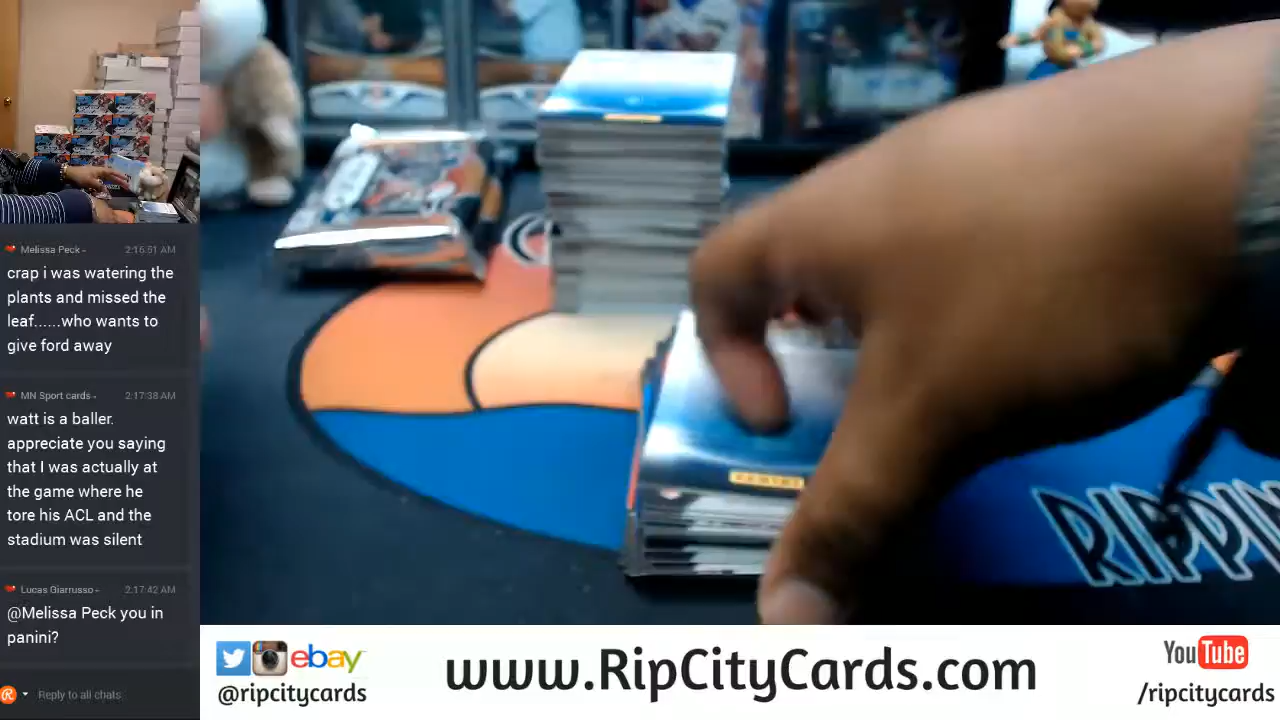 Melissa Peck - 2:16:51 AM
crap i was watering the
plants and missed the
leaf......who wants to
give ford away
MN Sport cards - 2:17:38 AM
watt is a baller.
appreciate you saying
that I was actually at
the game where he
tore his ACL and the
stadium was silent
Lucas Giarrusso - 2:17:42 AM
@Melissa Peck you in
panini?
Reply to all chats
PANINI
RIPPIN
ebay
@ripcitycards
www.RipCityCards.com
YouTube
/ripcitycards